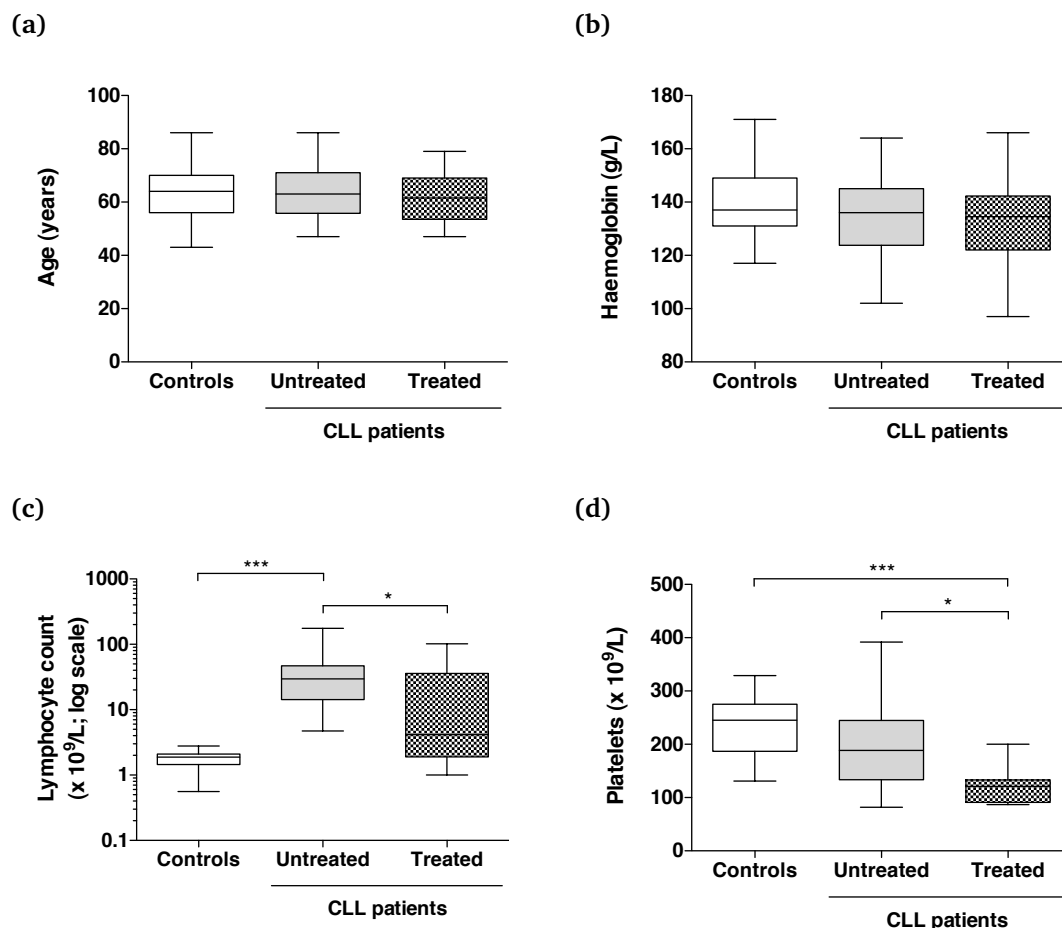 (a)
Age (years)
100
80
60
40
20
0
Controls
Untreated
Treated
CLL patients
(b)
Haemoglobin (g/L)
180
160
140
120
100
80
Controls
Untreated
Treated
CLL patients
(c)
Lymphocyte count
(x 10⁹/L; log scale)
1000
100
10
1
0.1
***
*
Controls
Untreated
Treated
CLL patients
(d)
Platelets (x 10⁹/L)
500
400
300
200
100
0
***
*
Controls
Untreated
Treated
CLL patients